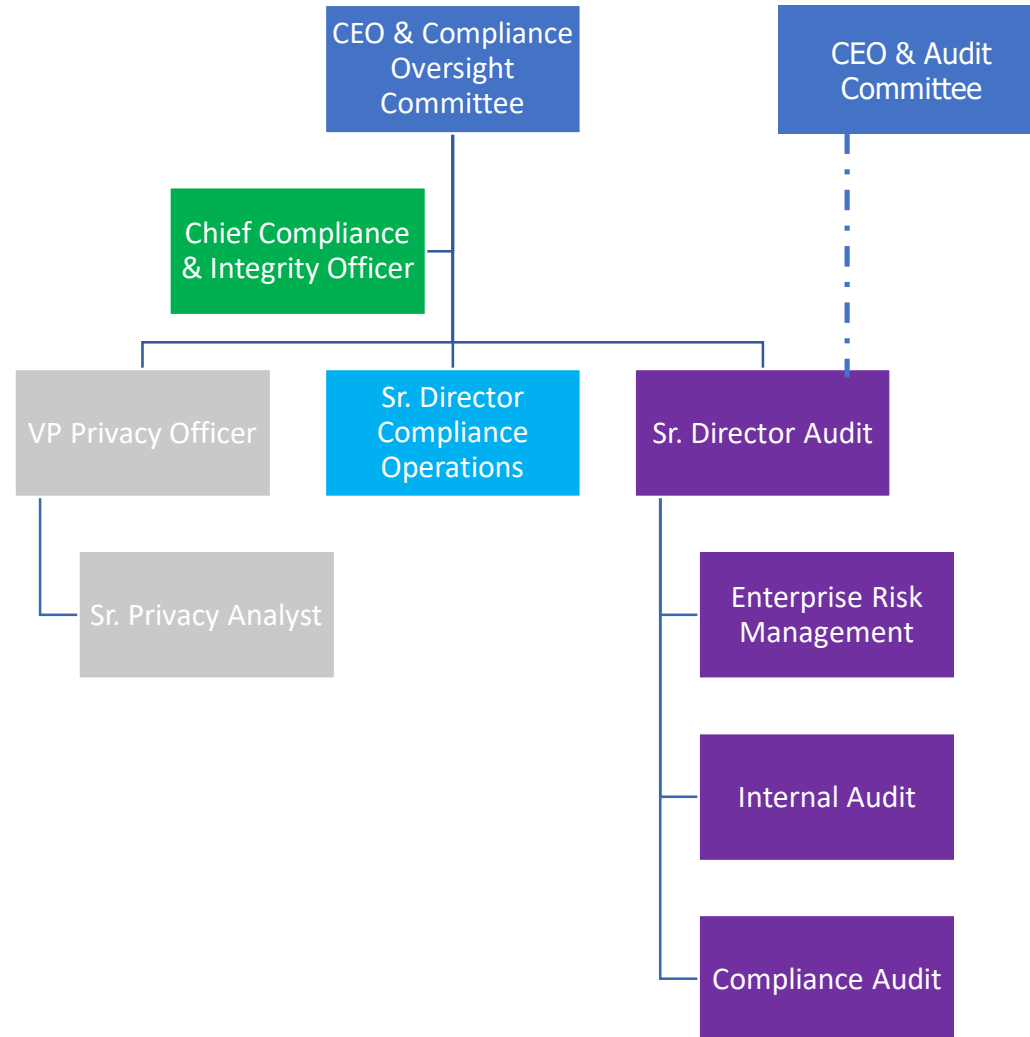 CEO & Compliance
Oversight
Committee
CEO & Audit
Committee
Chief Compliance
& Integrity Officer
VP Privacy Officer
Sr. Director
Compliance
Operations
Sr. Director Audit
Sr. Privacy Analyst
Enterprise Risk
Management
Internal Audit
Compliance Audit